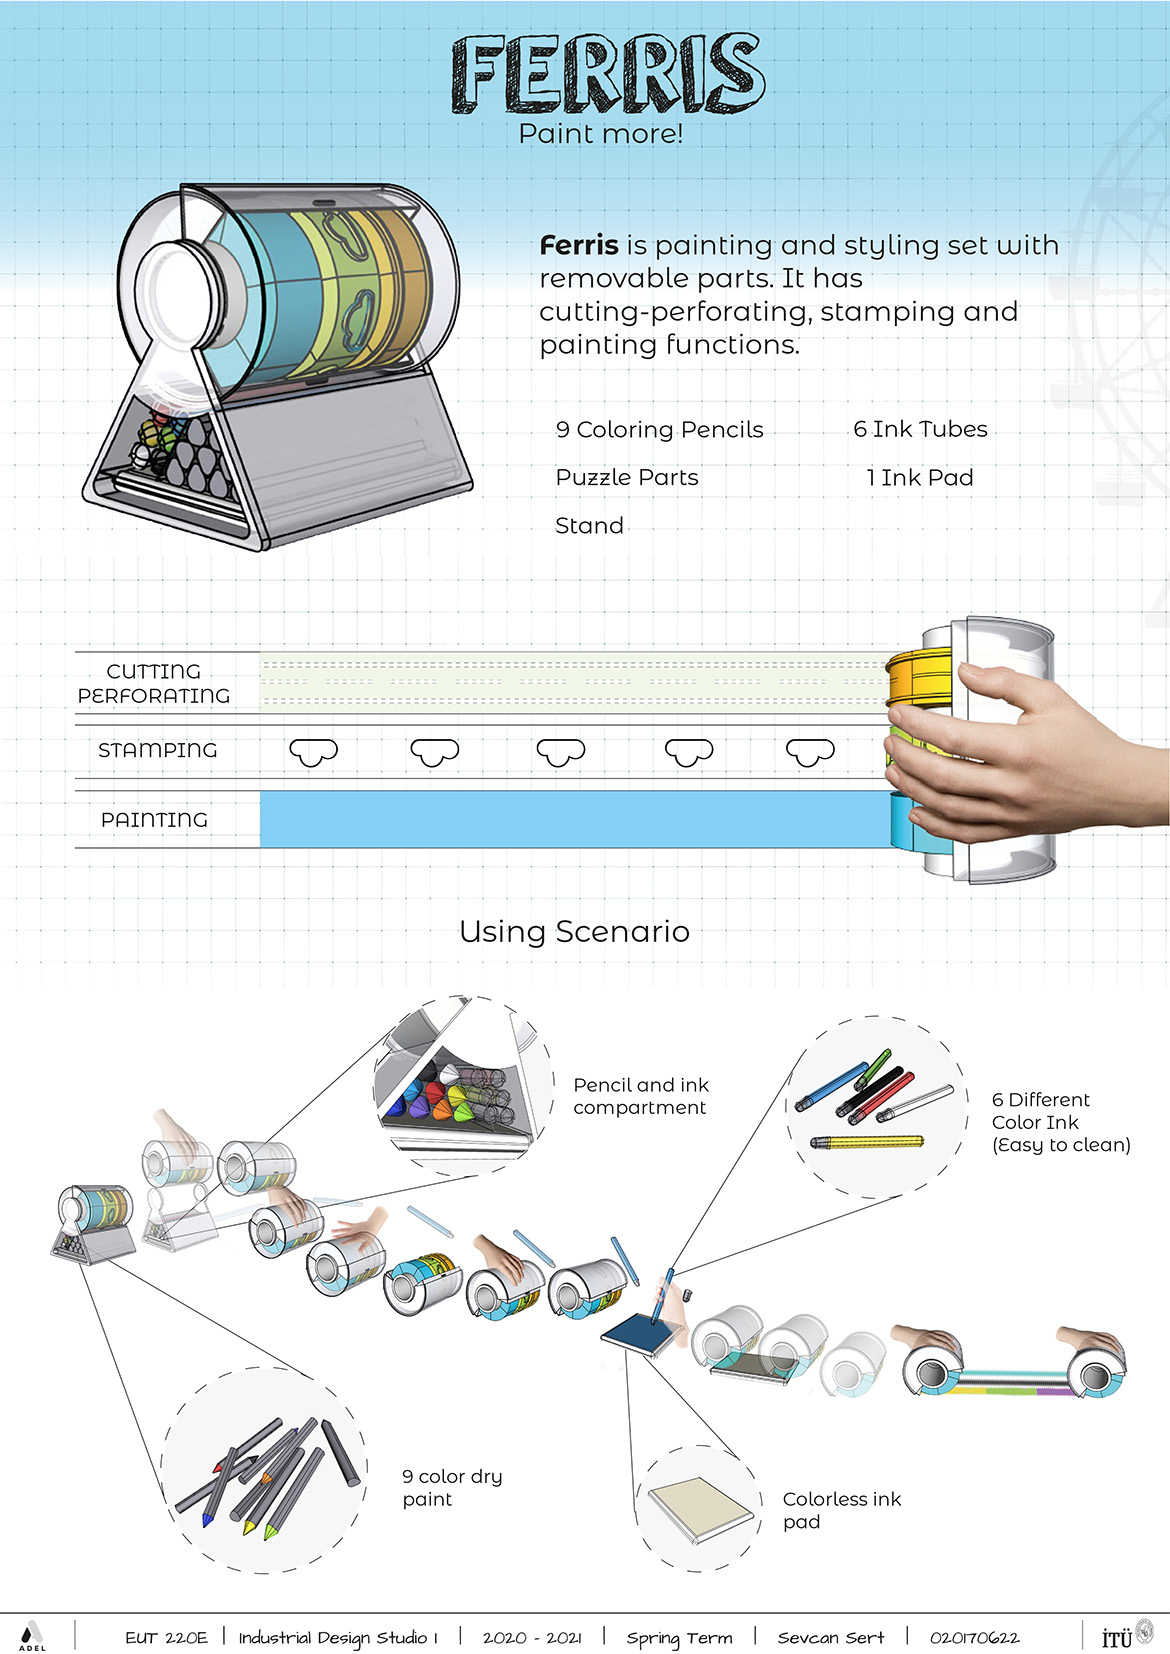 FERRIS
Paint more!
Ferris is painting and styling set with
removable parts. It has
cutting-perforating, stamping and
painting functions.
9 Coloring Pencils
6 Ink Tubes
Puzzle Parts
1 Ink Pad
Stand
CUTTING
PERFORATING
STAMPING
PAINTING
Using Scenario
Pencil and ink
compartment
6 Different
Color Ink
(Easy to clean)
9 color dry
paint
Colorless ink
pad
ADEL
EUT 220E | Industrial Design Studio I | 2020 - 2021 | Spring Term | Sevcan Sert | 020170622
İTÜ